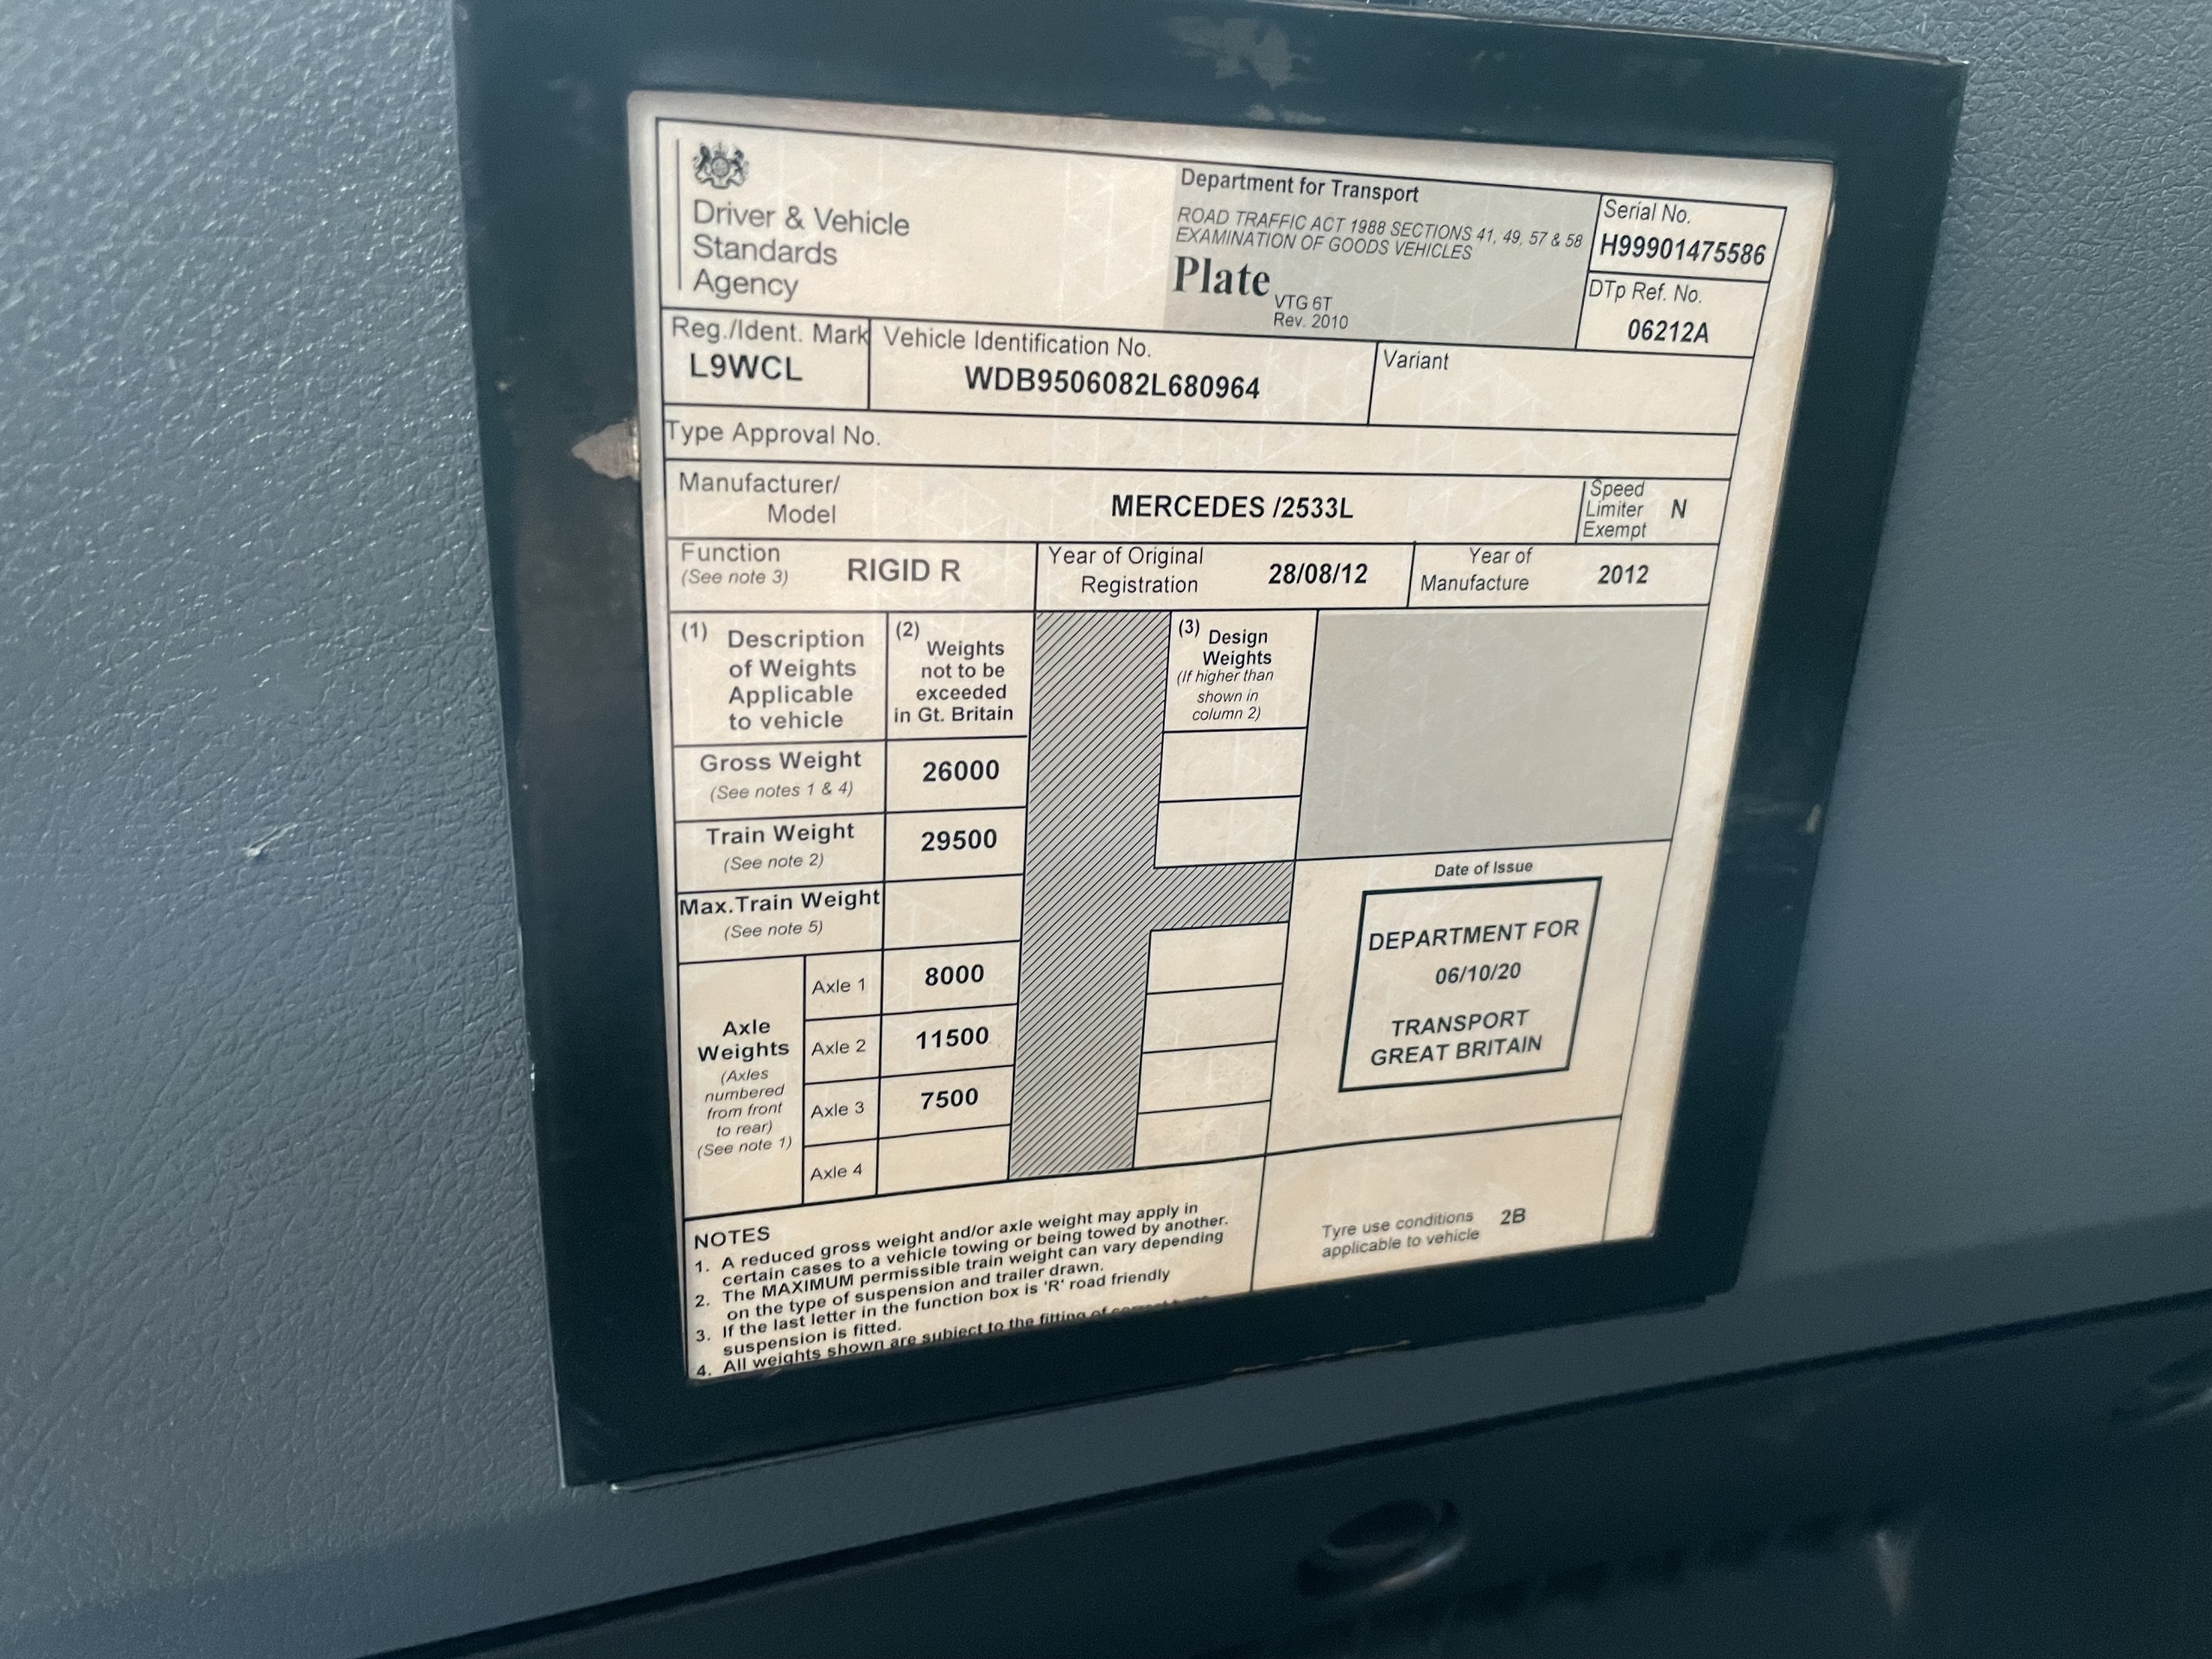 Driver & Vehicle
Standards
Agency
Department for Transport
ROAD TRAFFIC ACT 1988 SECTIONS 41, 49, 57 & 58
EXAMINATION OF GOODS VEHICLES
Plate VTG 6T
Rev. 2010
Serial No.
H99901475586
DTp Ref. No.
06212A
Reg./Ident. Mark
L9WCL
Vehicle Identification No.
WDB9506082L680964
Variant
Type Approval No.
Manufacturer/
Model
MERCEDES /2533L
Speed
Limiter
Exempt
N
Function
(See note 3)
RIGID R
Year of Original
Registration
28/08/12
Year of
Manufacture
2012
(1) Description
of Weights
Applicable
to vehicle
(2) Weights
not to be
exceeded
in Gt. Britain
(3) Design
Weights
(If higher than
shown in
column 2)
Gross Weight
(See notes 1 & 4)
26000
Train Weight
(See note 2)
29500
Max.Train Weight
(See note 5)
Axle
Weights
(Axles
numbered
from front
to rear)
(See note 1)
Axle 1
8000
Axle 2
11500
Axle 3
7500
Axle 4
Date of Issue
DEPARTMENT FOR
06/10/20
TRANSPORT
GREAT BRITAIN
NOTES
1. A reduced gross weight and/or axle weight may apply in
certain cases to a vehicle towing or being towed by another.
2. The MAXIMUM permissible train weight can vary depending
on the type of suspension and trailer drawn.
3. If the last letter in the function box is 'R' road friendly
suspension is fitted.
4. All weights shown are subject to the fitting of
Tyre use conditions
applicable to vehicle
2B